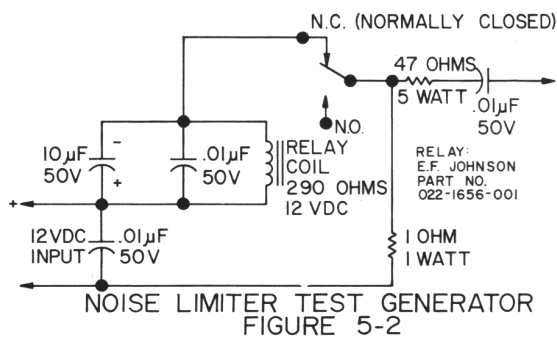 N.C. (NORMALLY CLOSED)
47 OHMS
5 WATT
.01µF
50V
N.O.
10µF
50V
-
+
.01µF
50V
RELAY
COIL
290 OHMS
12 VDC
RELAY:
E.F. JOHNSON
PART NO.
022-1656-001
+
12VDC
INPUT
.01µF
50V
1 OHM
1 WATT
NOISE LIMITER TEST GENERATOR
FIGURE 5-2